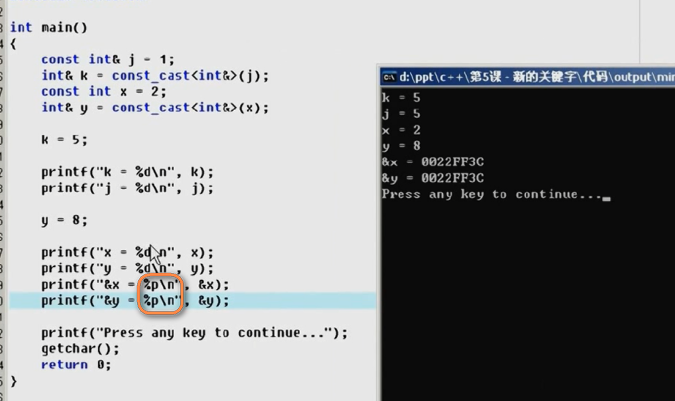 int main()
{
const int& j = 1;
int& k = const_cast<int&>(j);
const int x = 2;
int& y = const_cast<int&>(x);
k = 5;
printf("k = %d\n", k);
printf("j = %d\n", j);
y = 8;
printf("x = %d\n", x);
printf("y = %d\n", y);
printf("&x = %p\n", &x);
printf("&y = %p\n", &y);
printf("Press any key to continue...");
getchar();
return 0;
}
d:\ppt\c++\第5课 - 新的关键字\代码\output\min
k = 5
j = 5
x = 2
y = 8
&x = 0022FF3C
&y = 0022FF3C
Press any key to continue..._